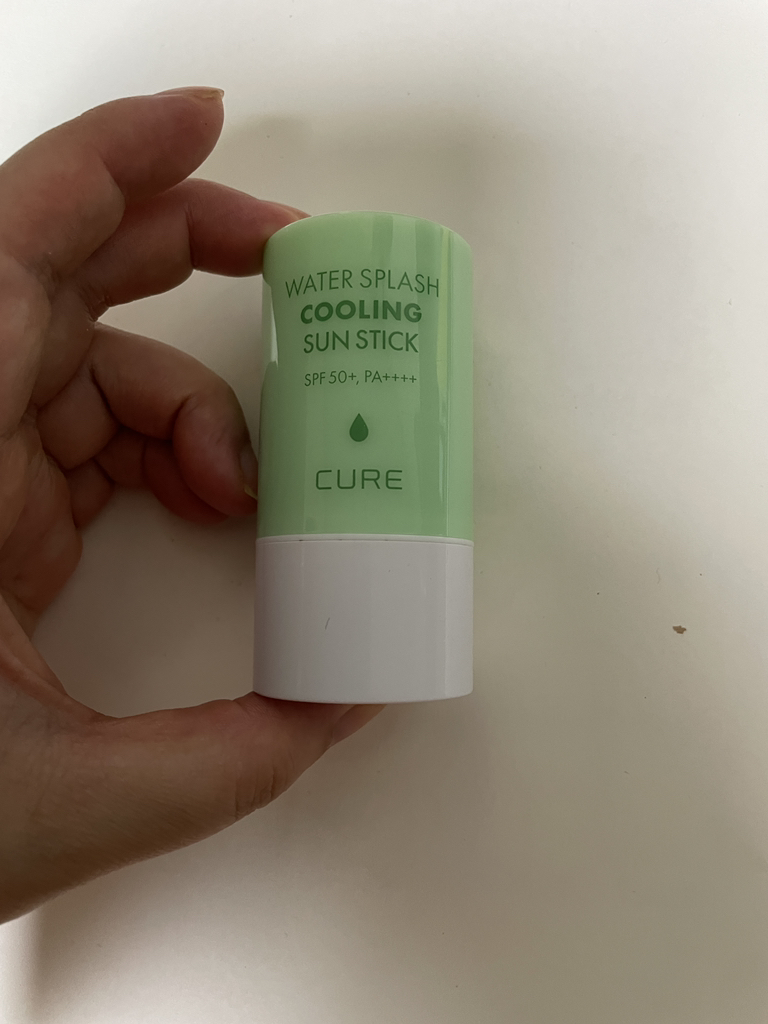 WATER SPLASH
COOLING
SUN STICK
SPF 50+, PA++++
CURE